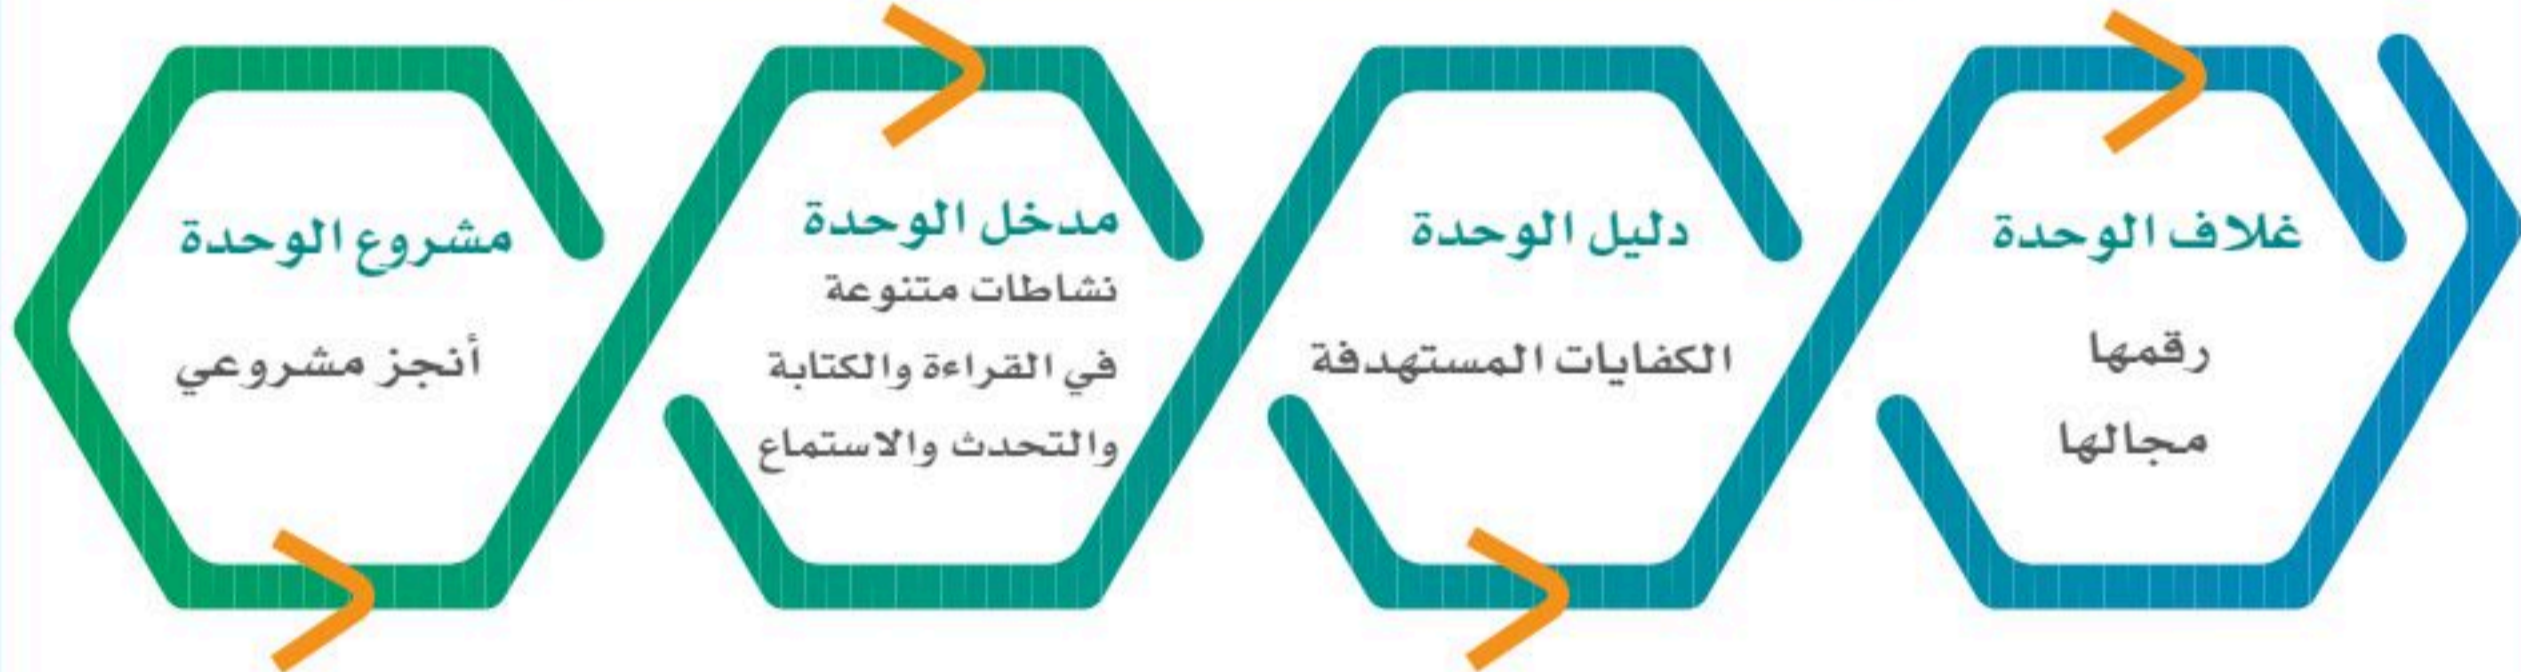 غلاف الوحدة
رقمها
مجالها
دليل الوحدة
الكفايات المستهدفة
مدخل الوحدة
نشاطات متنوعة
في القراءة والكتابة
والتحدث والاستماع
مشروع الوحدة
أنجز مشروعي